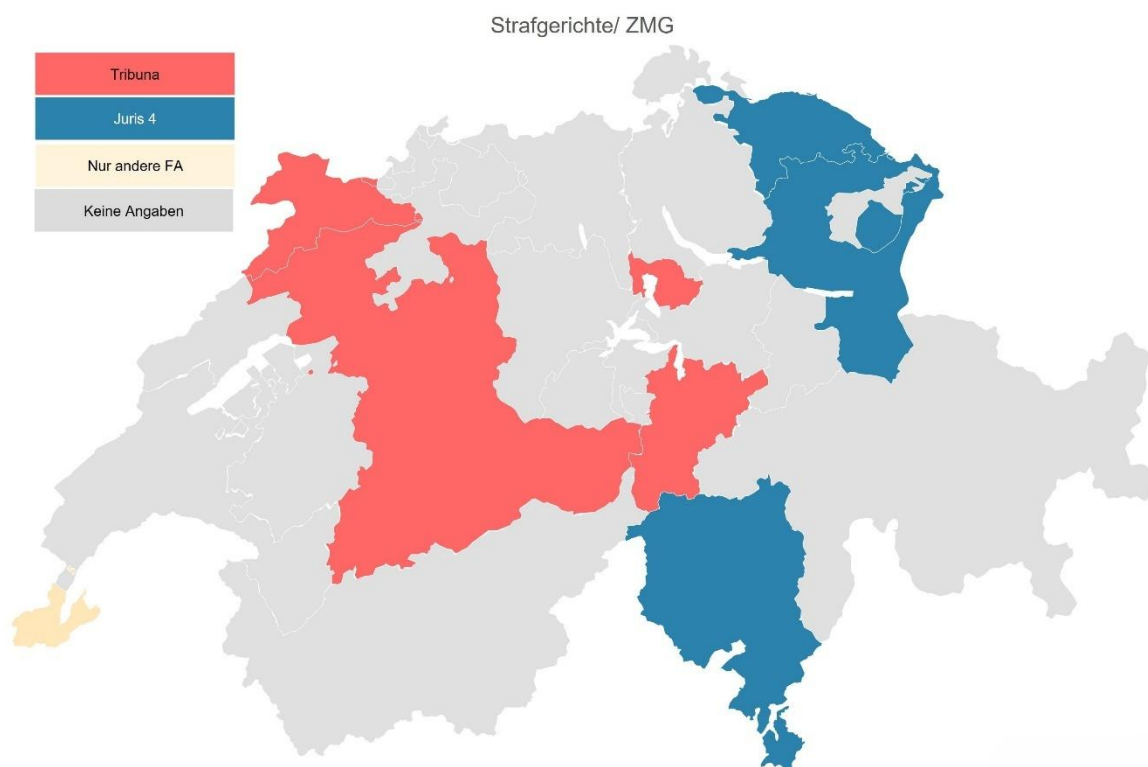 Strafgerichte/ ZMG
Tribuna
Juris 4
Nur andere FA
Keine Angaben